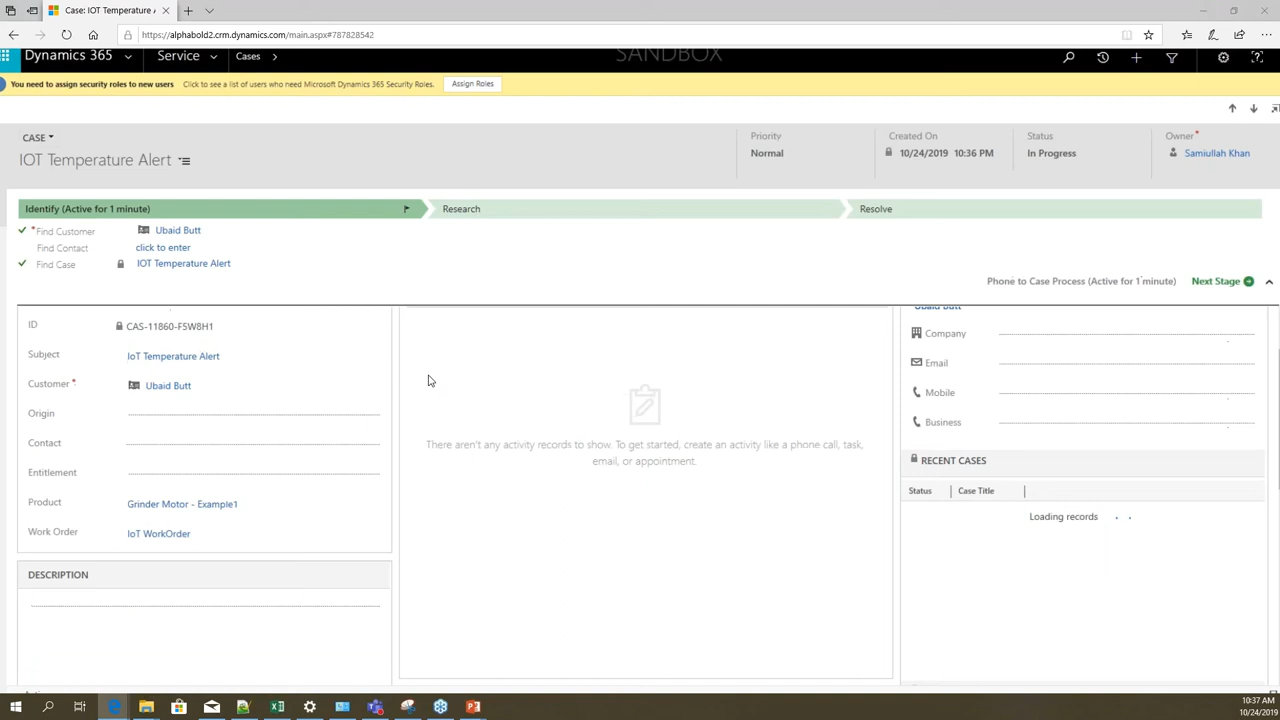 Case: IOT Temperature A
https://alphabold2.crm.dynamics.com/main.aspx#787828542
Dynamics 365
Service
Cases
SANDBOX
You need to assign security roles to new users
Click to see a list of users who need Microsoft Dynamics 365 Security Roles.
Assign Roles
CASE
IOT Temperature Alert
Priority
Normal
Created On
10/24/2019 10:36 PM
Status
In Progress
Owner*
Samiullah Khan
Identify (Active for 1 minute)
Research
Resolve
*Find Customer
Ubaid Butt
Find Contact
click to enter
Find Case
IOT Temperature Alert
Phone to Case Process (Active for 1 minute)
Next Stage
ID
CAS-11860-F5W8H1
Subject
IoT Temperature Alert
Customer *
Ubaid Butt
Origin
Contact
Entitlement
Product
Grinder Motor - Example1
Work Order
IoT WorkOrder
DESCRIPTION
There aren't any activity records to show. To get started, create an activity like a phone call, task,
email, or appointment.
Ubaid Butt
Company
Email
Mobile
Business
RECENT CASES
Status
Case Title
Loading records
10:37 AM
10/24/2019